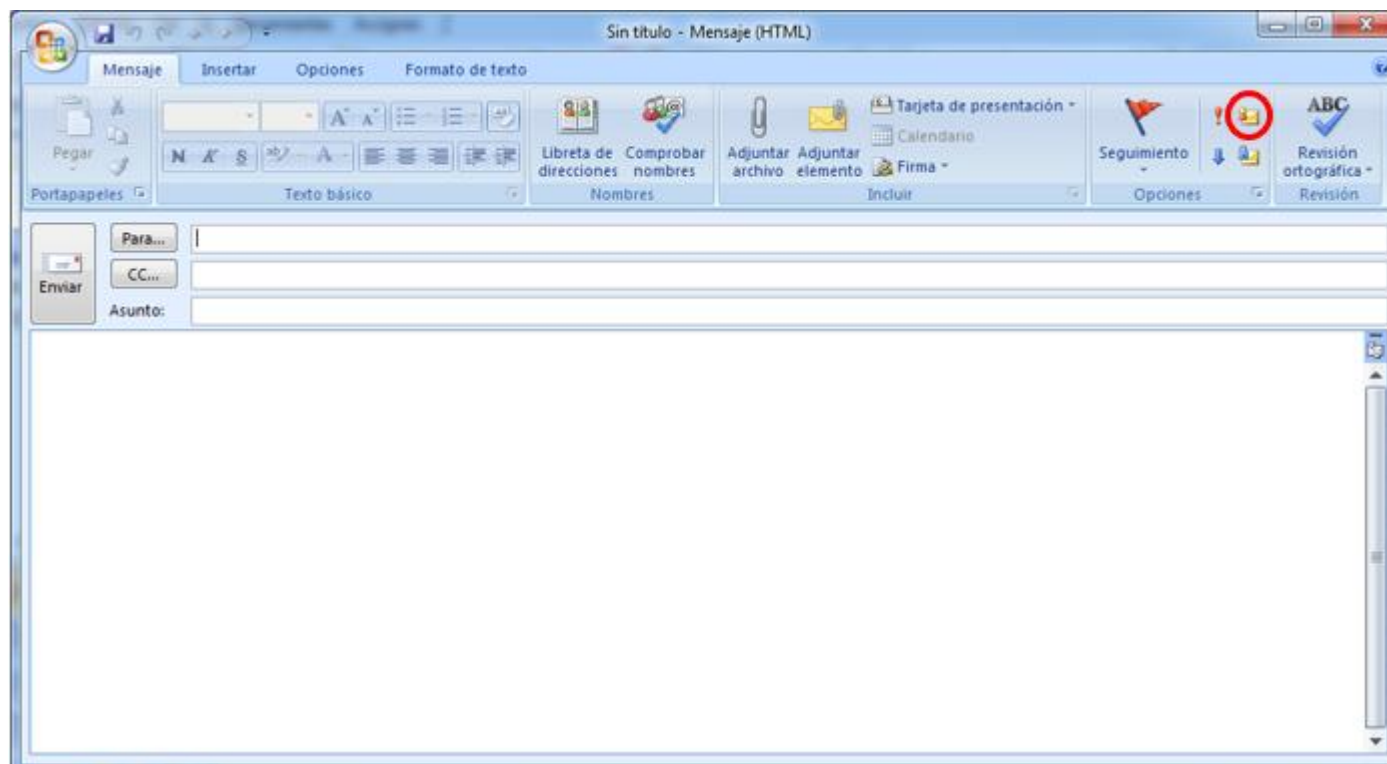 Sin título - Mensaje (HTML)
Mensaje Insertar Opciones Formato de texto
Pegar
Portapapeles
N K S
A A
A
Texto básico
Libreta de direcciones
Comprobar nombres
Nombres
Adjuntar archivo
Adjuntar elemento
Tarjeta de presentación
Calendario
Firma
Incluir
Seguimiento
Opciones
ABC
Revisión ortográfica
Revisión
Enviar
Para...
CC...
Asunto: